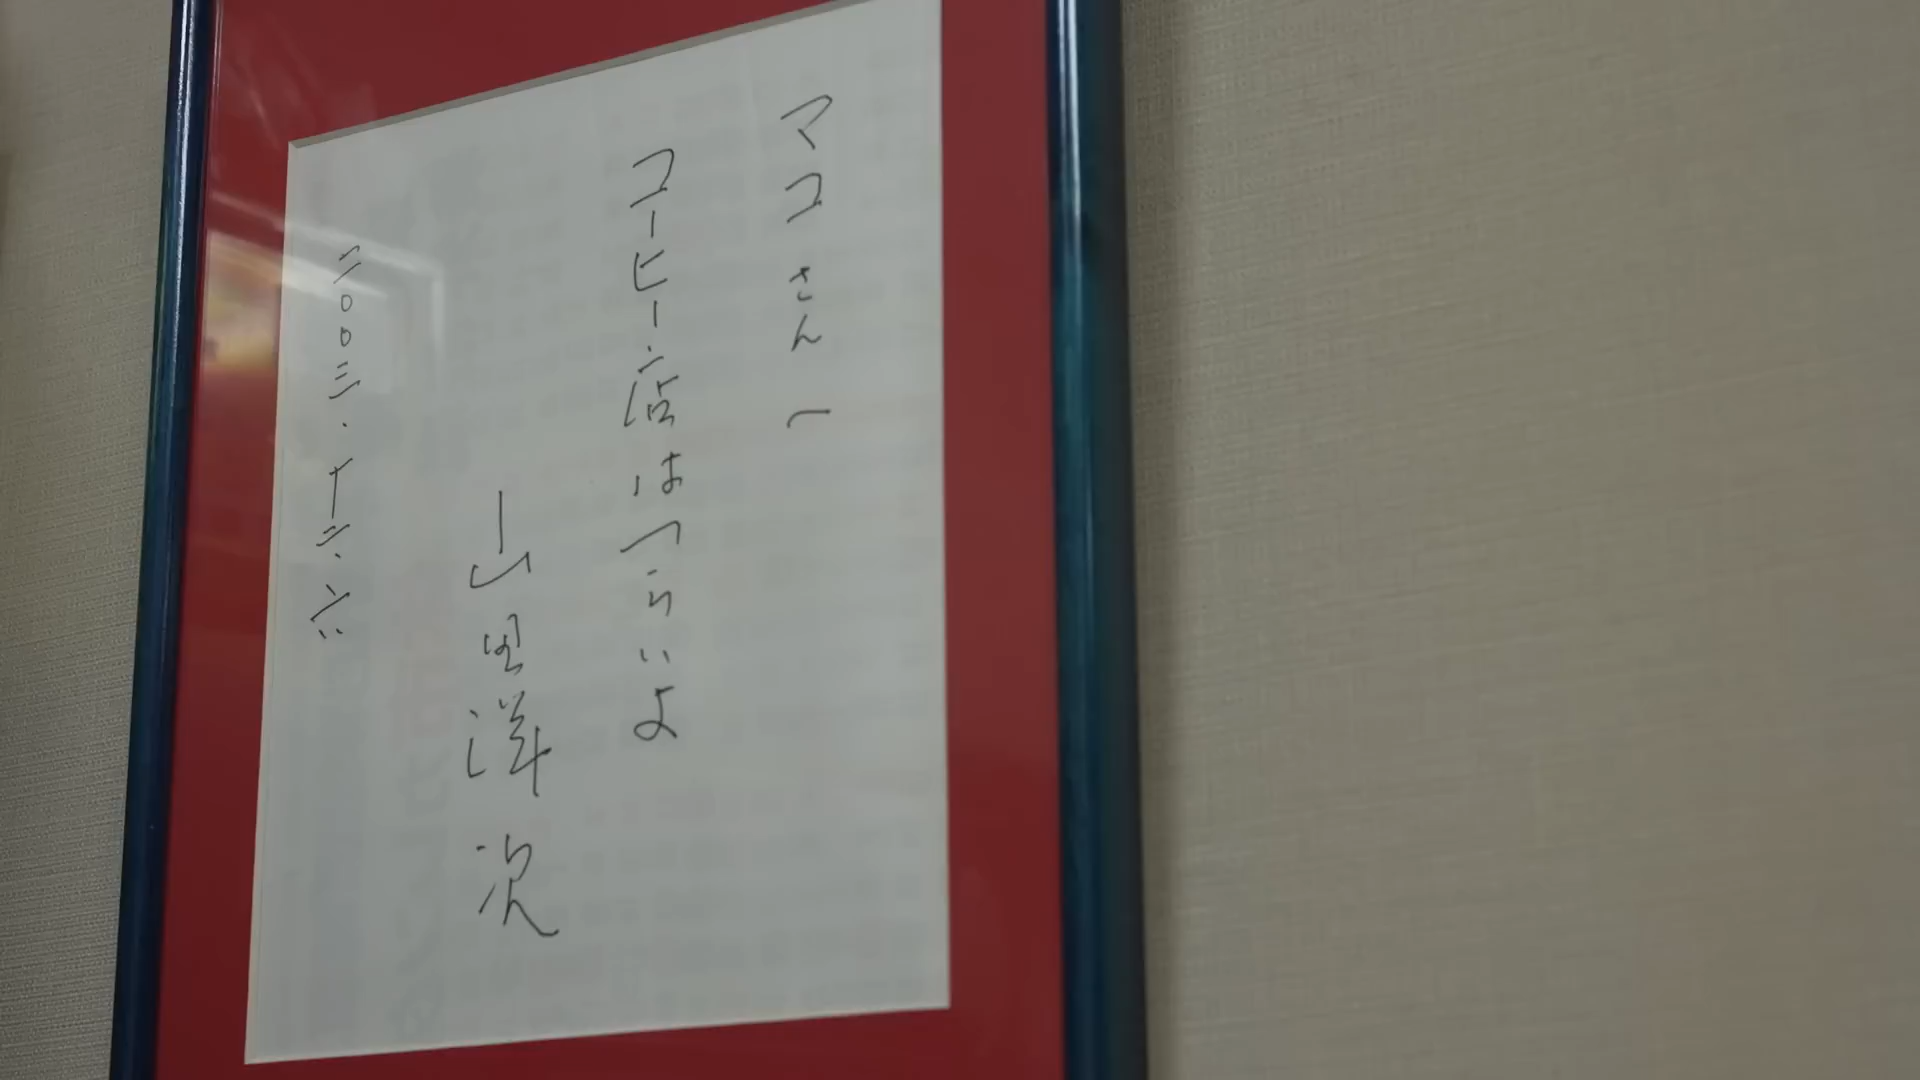 マコさんへ
コーヒー店はつらいよ
山田洋次
二〇〇三.十二.六